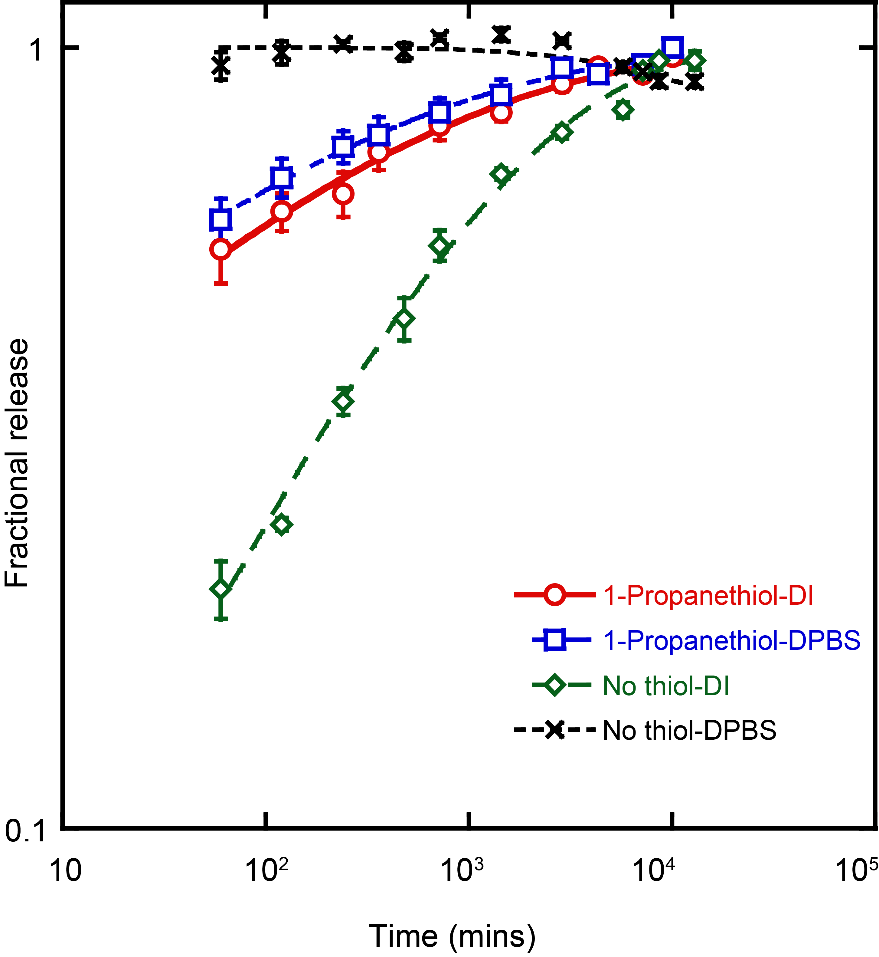 1
Fractional release
1-Propanethiol-DI
1-Propanethiol-DPBS
No thiol-DI
No thiol-DPBS
0.1
10 10² 10³ 10⁴ 10⁵
Time (mins)